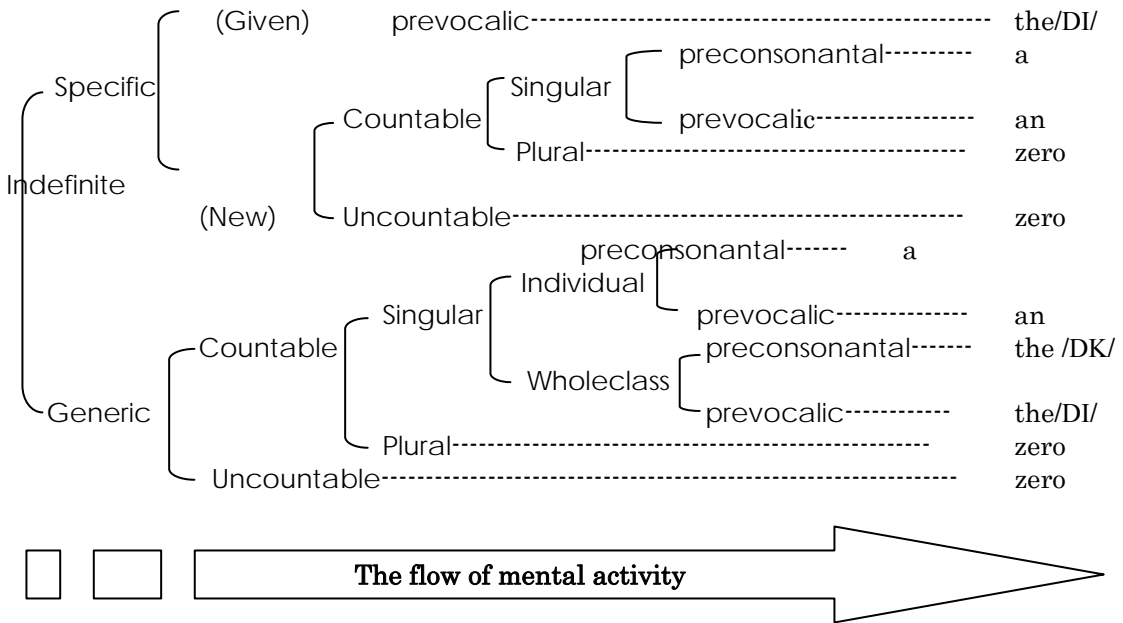 (Given) prevocalic------------------------------------------------ the/DI/
preconsonantal---------- a
Specific Singular
Countable prevocalic----------------- an
Plural---------------------------------------- zero
Indefinite
(New) Uncountable----------------------------------------------- zero
preconsonantal------- a
Individual
Singular prevocalic-------------- an
Countable preconsonantal------- the /DK/
Wholeclass
Generic prevocalic------------ the/DI/
Plural-------------------------------------------------- zero
Uncountable------------------------------------------------------------ zero
The flow of mental activity